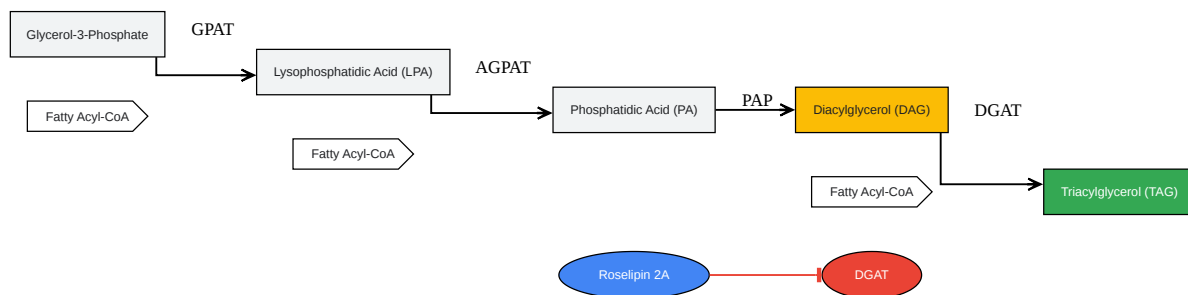 Glycerol-3-Phosphate
GPAT
Lysophosphatidic Acid (LPA)
AGPAT
Fatty Acyl-CoA
Fatty Acyl-CoA
Phosphatidic Acid (PA)
PAP
Diacylglycerol (DAG)
DGAT
Fatty Acyl-CoA
Triacylglycerol (TAG)
Roselipin 2A
DGAT